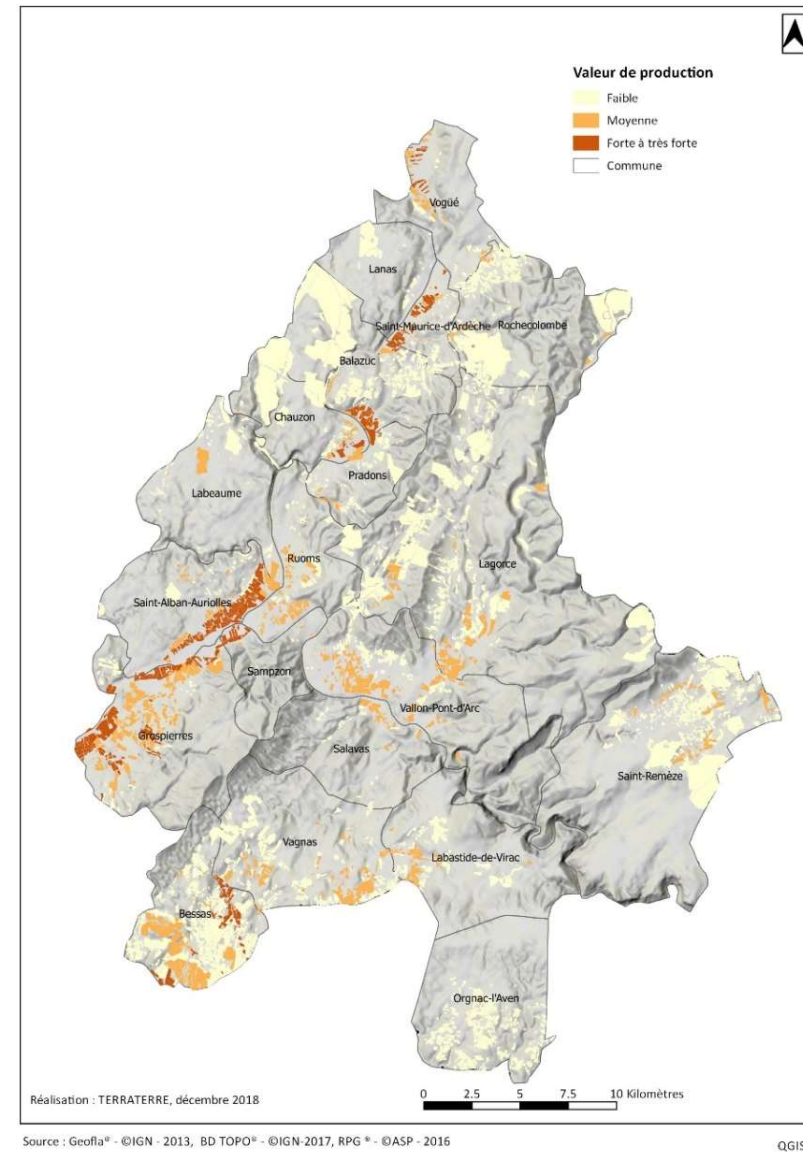 Valeur de production
Faible
Moyenne
Forte à très forte
Commune
Vogüé
Lanas
Saint-Maurice-d'Ardèche
Rochecolombe
Balazuc
Chauzon
Pradons
Labeaume
Ruoms
Lagorce
Saint-Alban-Auriolles
Sampzon
Vallon-Pont-d'Arc
Grospierres
Salavas
Saint-Remèze
Vagnas
Labastide-de-Virac
Bessas
Orgnac-l'Aven
Réalisation : TERRATERRE, décembre 2018
0 2.5 5 7.5 10 Kilomètres
Source : Geofla® - ©IGN - 2013, BD TOPO® - ©IGN-2017, RPG ® - ©ASP - 2016
QGIS